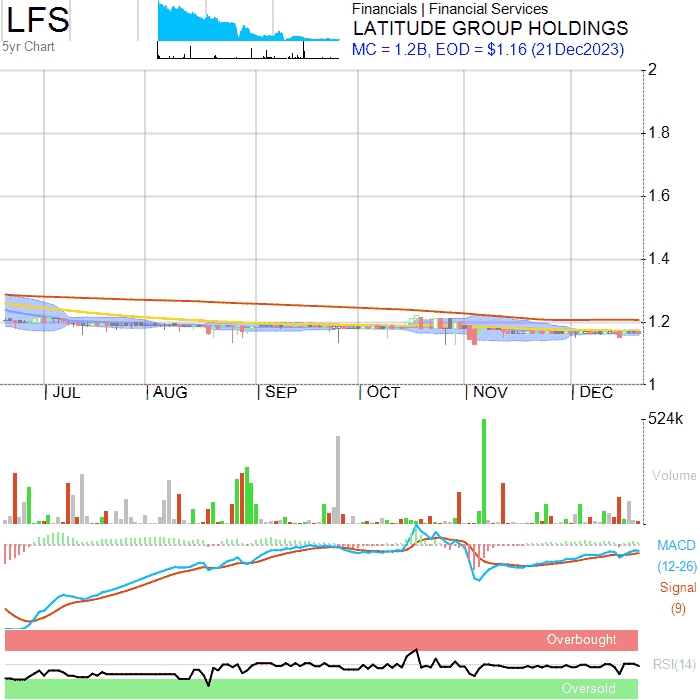 LFS
5yr Chart
Financials | Financial Services
LATITUDE GROUP HOLDINGS
MC = 1.2B, EOD = $1.16 (21Dec2023)
2
1.8
1.6
1.4
1.2
1
JUL AUG SEP OCT NOV DEC
524k
Volume
MACD
(12-26)
Signal
(9)
Overbought
RSI(14)
Oversold